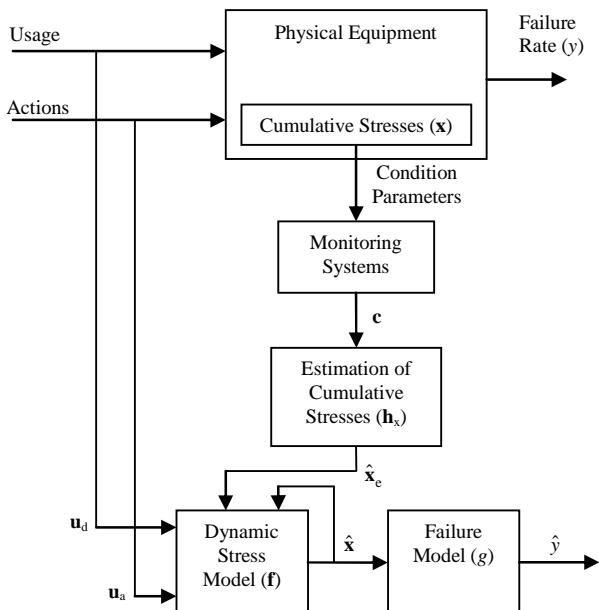 Usage
Physical Equipment
Failure
Rate (y)
Actions
Cumulative Stresses (x)
Condition
Parameters
Monitoring
Systems
c
Estimation of
Cumulative
Stresses (hₓ)
x̂ₑ
u_d
Dynamic
Stress
Model (f)
x̂
Failure
Model (g)
ŷ
uₐ